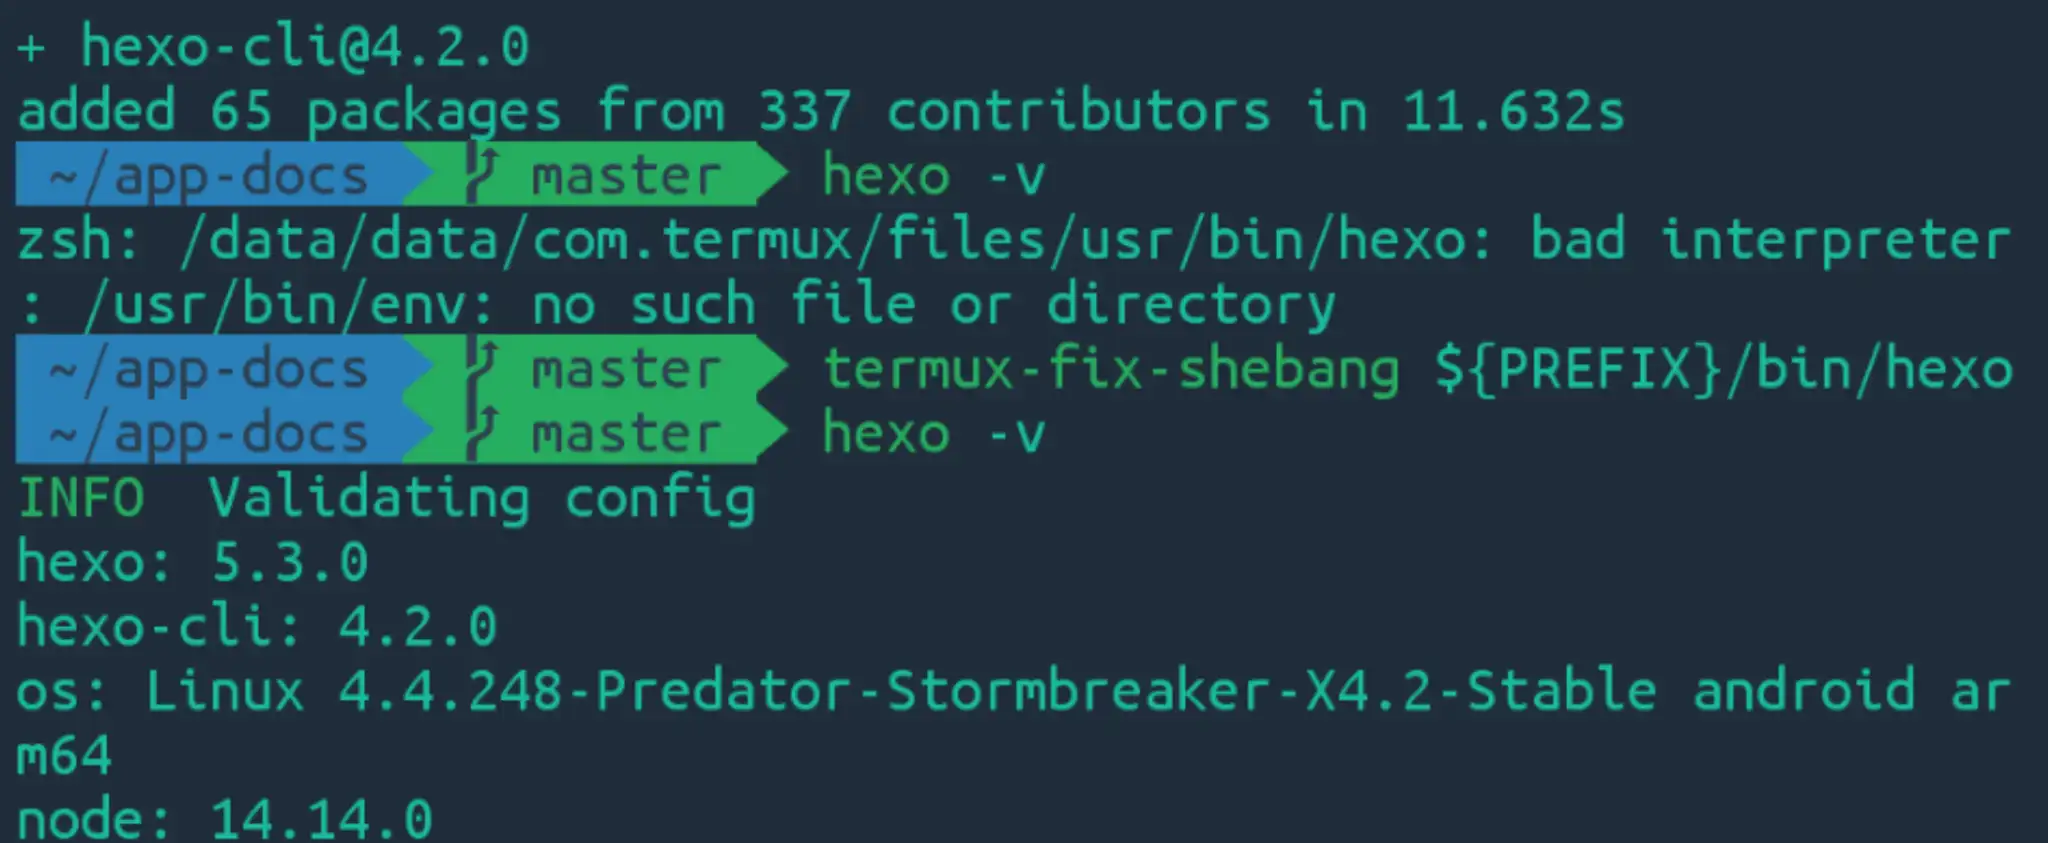 + hexo-cli@4.2.0
added 65 packages from 337 contributors in 11.632s
~/app-docs master hexo -v
zsh: /data/data/com.termux/files/usr/bin/hexo: bad interpreter
: /usr/bin/env: no such file or directory
~/app-docs master termux-fix-shebang ${PREFIX}/bin/hexo
~/app-docs master hexo -v
INFO  Validating config
hexo: 5.3.0
hexo-cli: 4.2.0
os: Linux 4.4.248-Predator-Stormbreaker-X4.2-Stable android ar
m64
node: 14.14.0